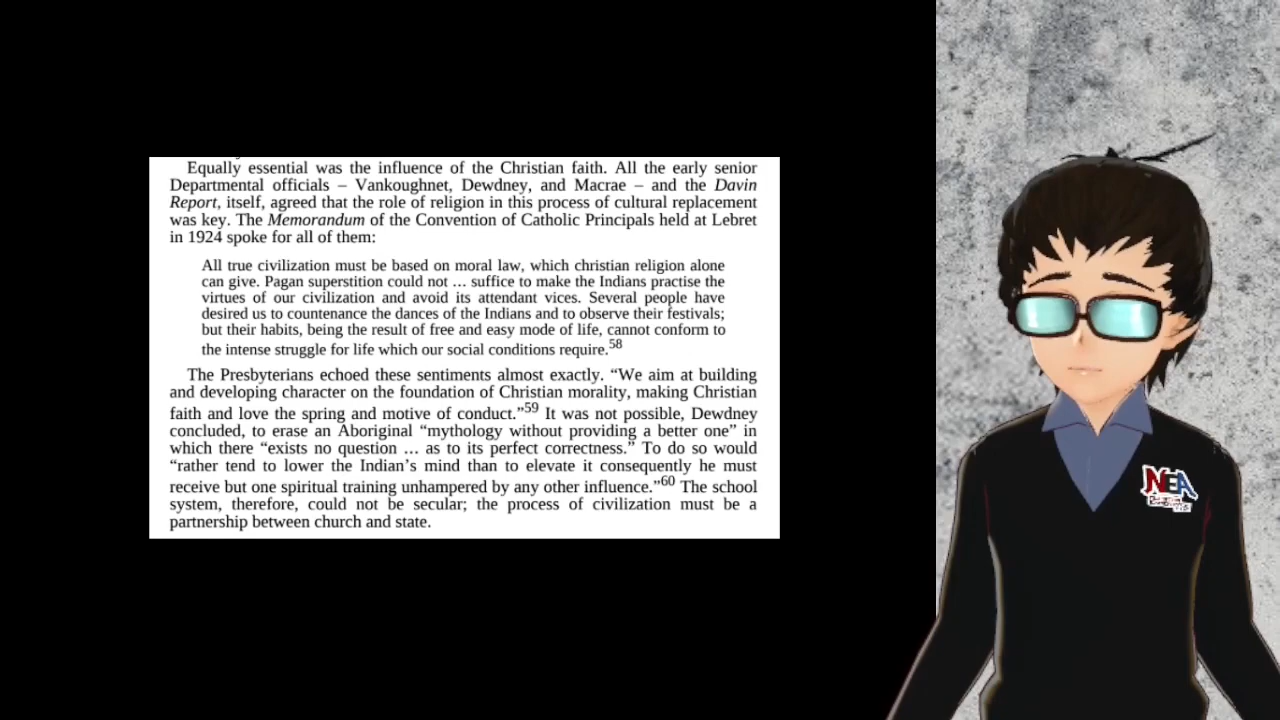 Equally essential was the influence of the Christian faith. All the early senior
Departmental officials – Vankoughnet, Dewdney, and Macrae – and the Davin
Report, itself, agreed that the role of religion in this process of cultural replacement
was key. The Memorandum of the Convention of Catholic Principals held at Lebret
in 1924 spoke for all of them:
All true civilization must be based on moral law, which christian religion alone
can give. Pagan superstition could not ... suffice to make the Indians practise the
virtues of our civilization and avoid its attendant vices. Several people have
desired us to countenance the dances of the Indians and to observe their festivals;
but their habits, being the result of free and easy mode of life, cannot conform to
the intense struggle for life which our social conditions require.58
The Presbyterians echoed these sentiments almost exactly. “We aim at building
and developing character on the foundation of Christian morality, making Christian
faith and love the spring and motive of conduct.”59 It was not possible, Dewdney
concluded, to erase an Aboriginal “mythology without providing a better one” in
which there “exists no question ... as to its perfect correctness.” To do so would
“rather tend to lower the Indian’s mind than to elevate it consequently he must
receive but one spiritual training unhampered by any other influence.”60 The school
system, therefore, could not be secular; the process of civilization must be a
partnership between church and state.
NEA